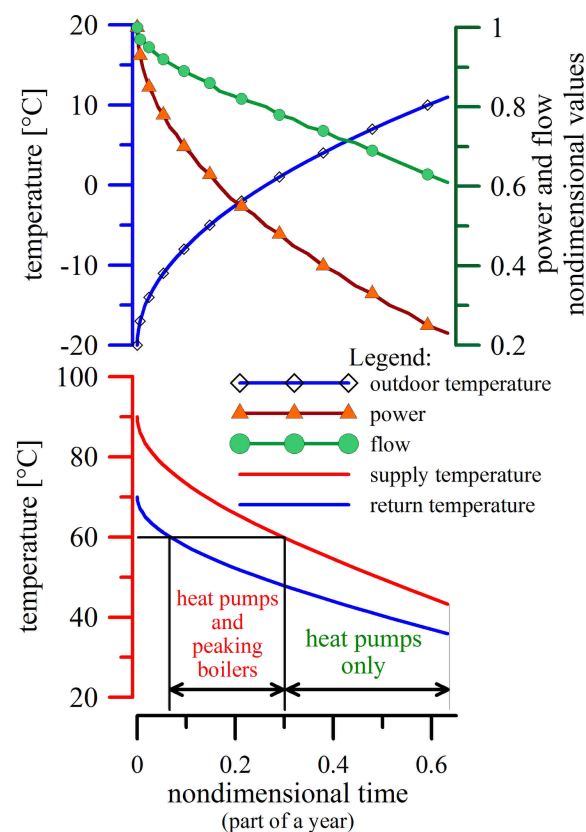 20
10
0
-10
-20
temperature [°C]
1
0.8
0.6
0.4
0.2
power and flow
nondimensional values
Legend:
outdoor temperature
power
flow
supply temperature
return temperature
100
80
60
40
20
temperature [°C]
heat pumps
and
peaking
boilers
heat pumps
only
0
0.2
0.4
0.6
nondimensional time
(part of a year)